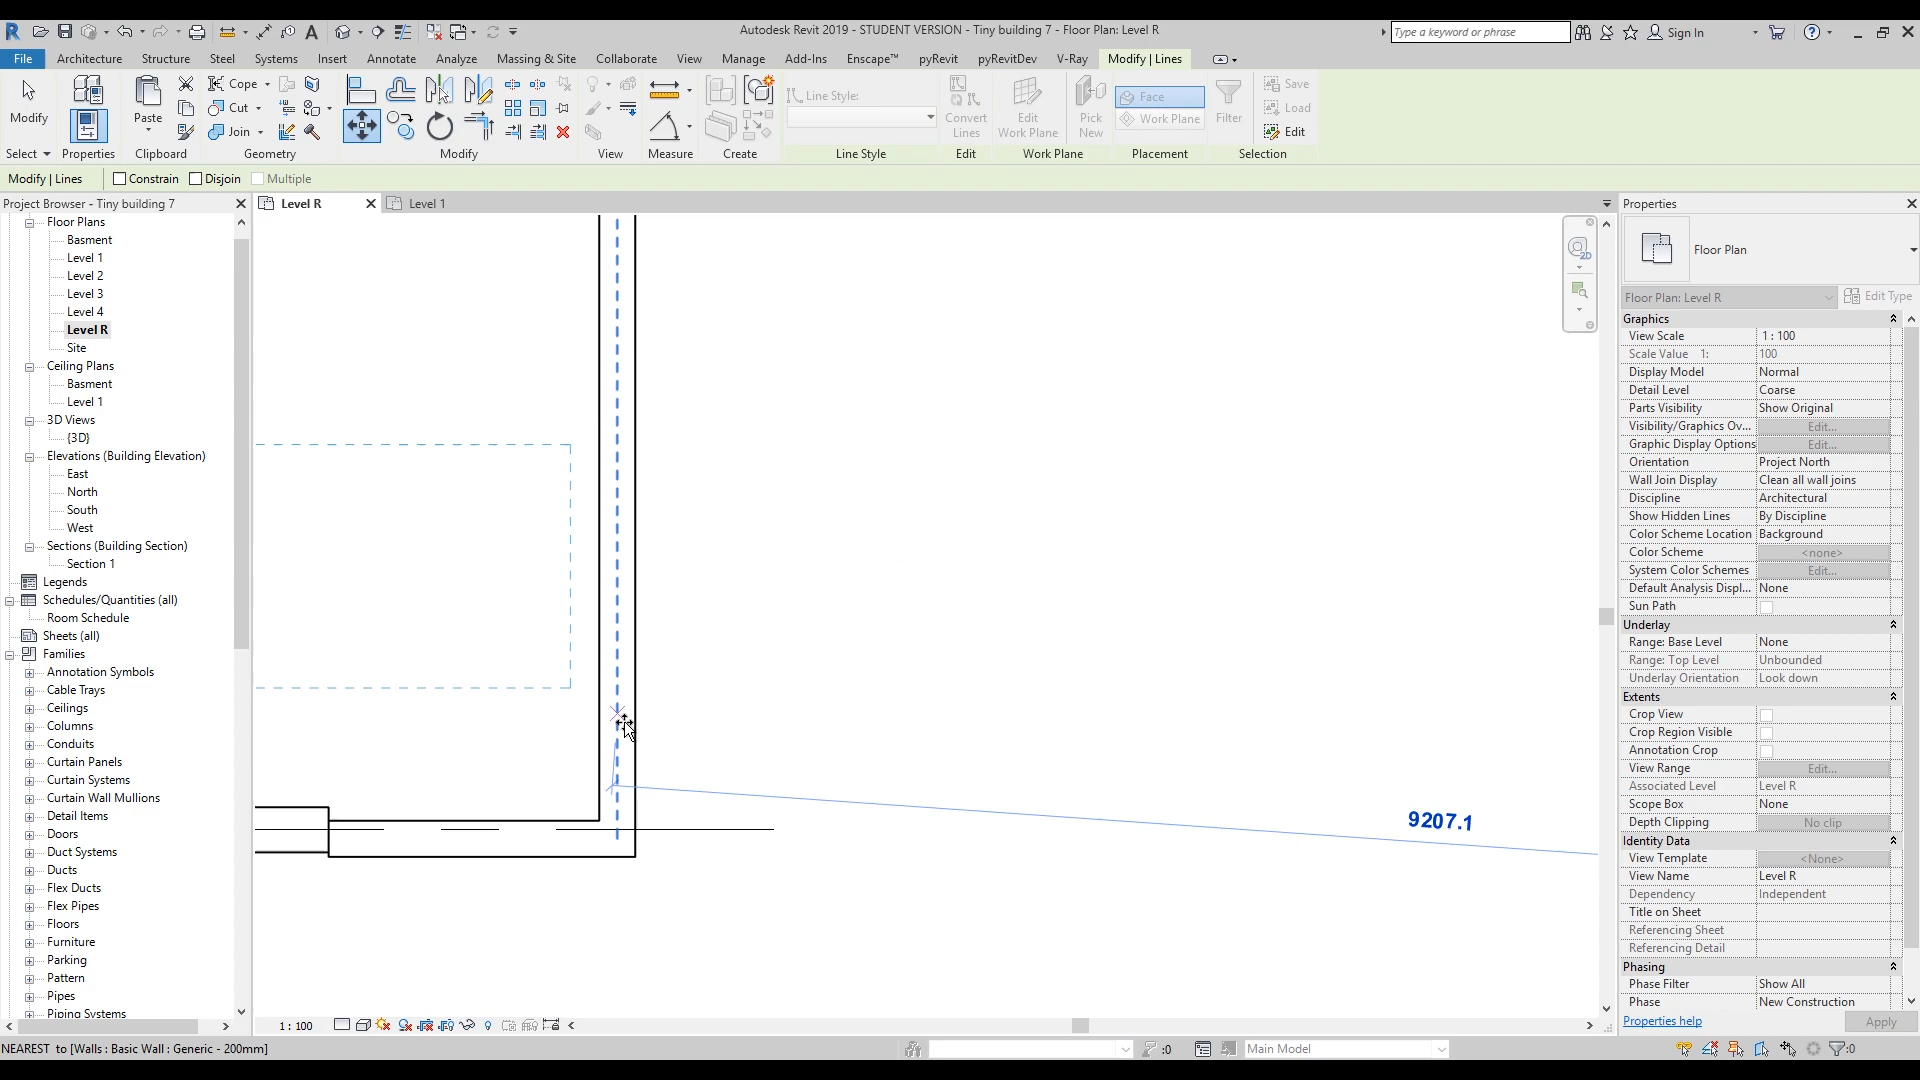 Autodesk Revit 2019 - STUDENT VERSION - Tiny building 7 - Floor Plan: Level R
Type a keyword or phrase
Sign In
File
Architecture
Structure
Steel
Systems
Insert
Annotate
Analyze
Massing & Site
Collaborate
View
Manage
Add-Ins
Enscape™
pyRevit
pyRevitDev
V-Ray
Modify | Lines
Modify
Paste
Cope
Cut
Join
Line Style:
Convert Lines
Edit Work Plane
Pick New
Face
Work Plane
Filter
Save
Load
Edit
Select
Properties
Clipboard
Geometry
Modify
View
Measure
Create
Line Style
Edit
Work Plane
Placement
Selection
Modify | Lines
Constrain
Disjoin
Multiple
Project Browser - Tiny building 7
Level R
Level 1
Floor Plans
Basment
Level 1
Level 2
Level 3
Level 4
Level R
Site
Ceiling Plans
Basment
Level 1
3D Views
{3D}
Elevations (Building Elevation)
East
North
South
West
Sections (Building Section)
Section 1
Legends
Schedules/Quantities (all)
Room Schedule
Sheets (all)
Families
Annotation Symbols
Cable Trays
Ceilings
Columns
Conduits
Curtain Panels
Curtain Systems
Curtain Wall Mullions
Detail Items
Doors
Duct Systems
Ducts
Flex Ducts
Flex Pipes
Floors
Furniture
Parking
Pattern
Pipes
Piping Systems
2D
9207.1
Properties
Floor Plan
Floor Plan: Level R
Edit Type
Graphics
View Scale 1 : 100
Scale Value 1: 100
Display Model Normal
Detail Level Coarse
Parts Visibility Show Original
Visibility/Graphics Ov... Edit...
Graphic Display Options Edit...
Orientation Project North
Wall Join Display Clean all wall joins
Discipline Architectural
Show Hidden Lines By Discipline
Color Scheme Location Background
Color Scheme <none>
System Color Schemes Edit...
Default Analysis Displ... None
Sun Path
Underlay
Range: Base Level None
Range: Top Level Unbounded
Underlay Orientation Look down
Extents
Crop View
Crop Region Visible
Annotation Crop
View Range Edit...
Associated Level Level R
Scope Box None
Depth Clipping No clip
Identity Data
View Template <None>
View Name Level R
Dependency Independent
Title on Sheet
Referencing Sheet
Referencing Detail
Phasing
Phase Filter Show All
Phase New Construction
Properties help
Apply
1 : 100
NEAREST to [Walls : Basic Wall : Generic - 200mm]
:0
Main Model
:0